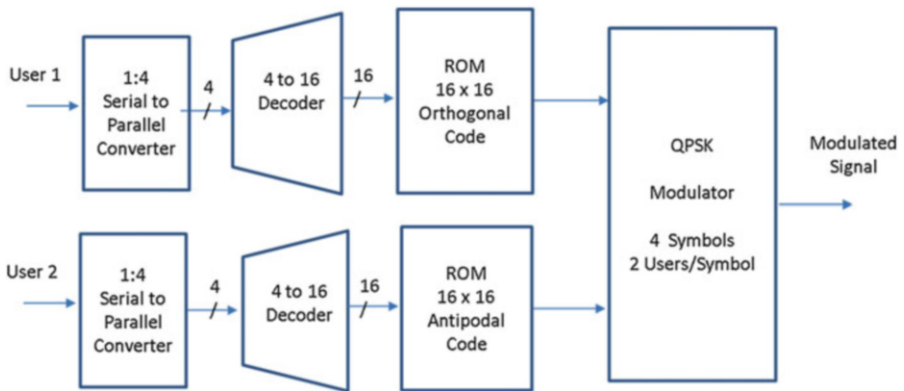 User 1
1:4
Serial to
Parallel
Converter
4
4 to 16
Decoder
16
ROM
16 x 16
Orthogonal
Code
QPSK
Modulator
4 Symbols
2 Users/Symbol
Modulated
Signal
User 2
1:4
Serial to
Parallel
Converter
4
4 to 16
Decoder
16
ROM
16 x 16
Antipodal
Code